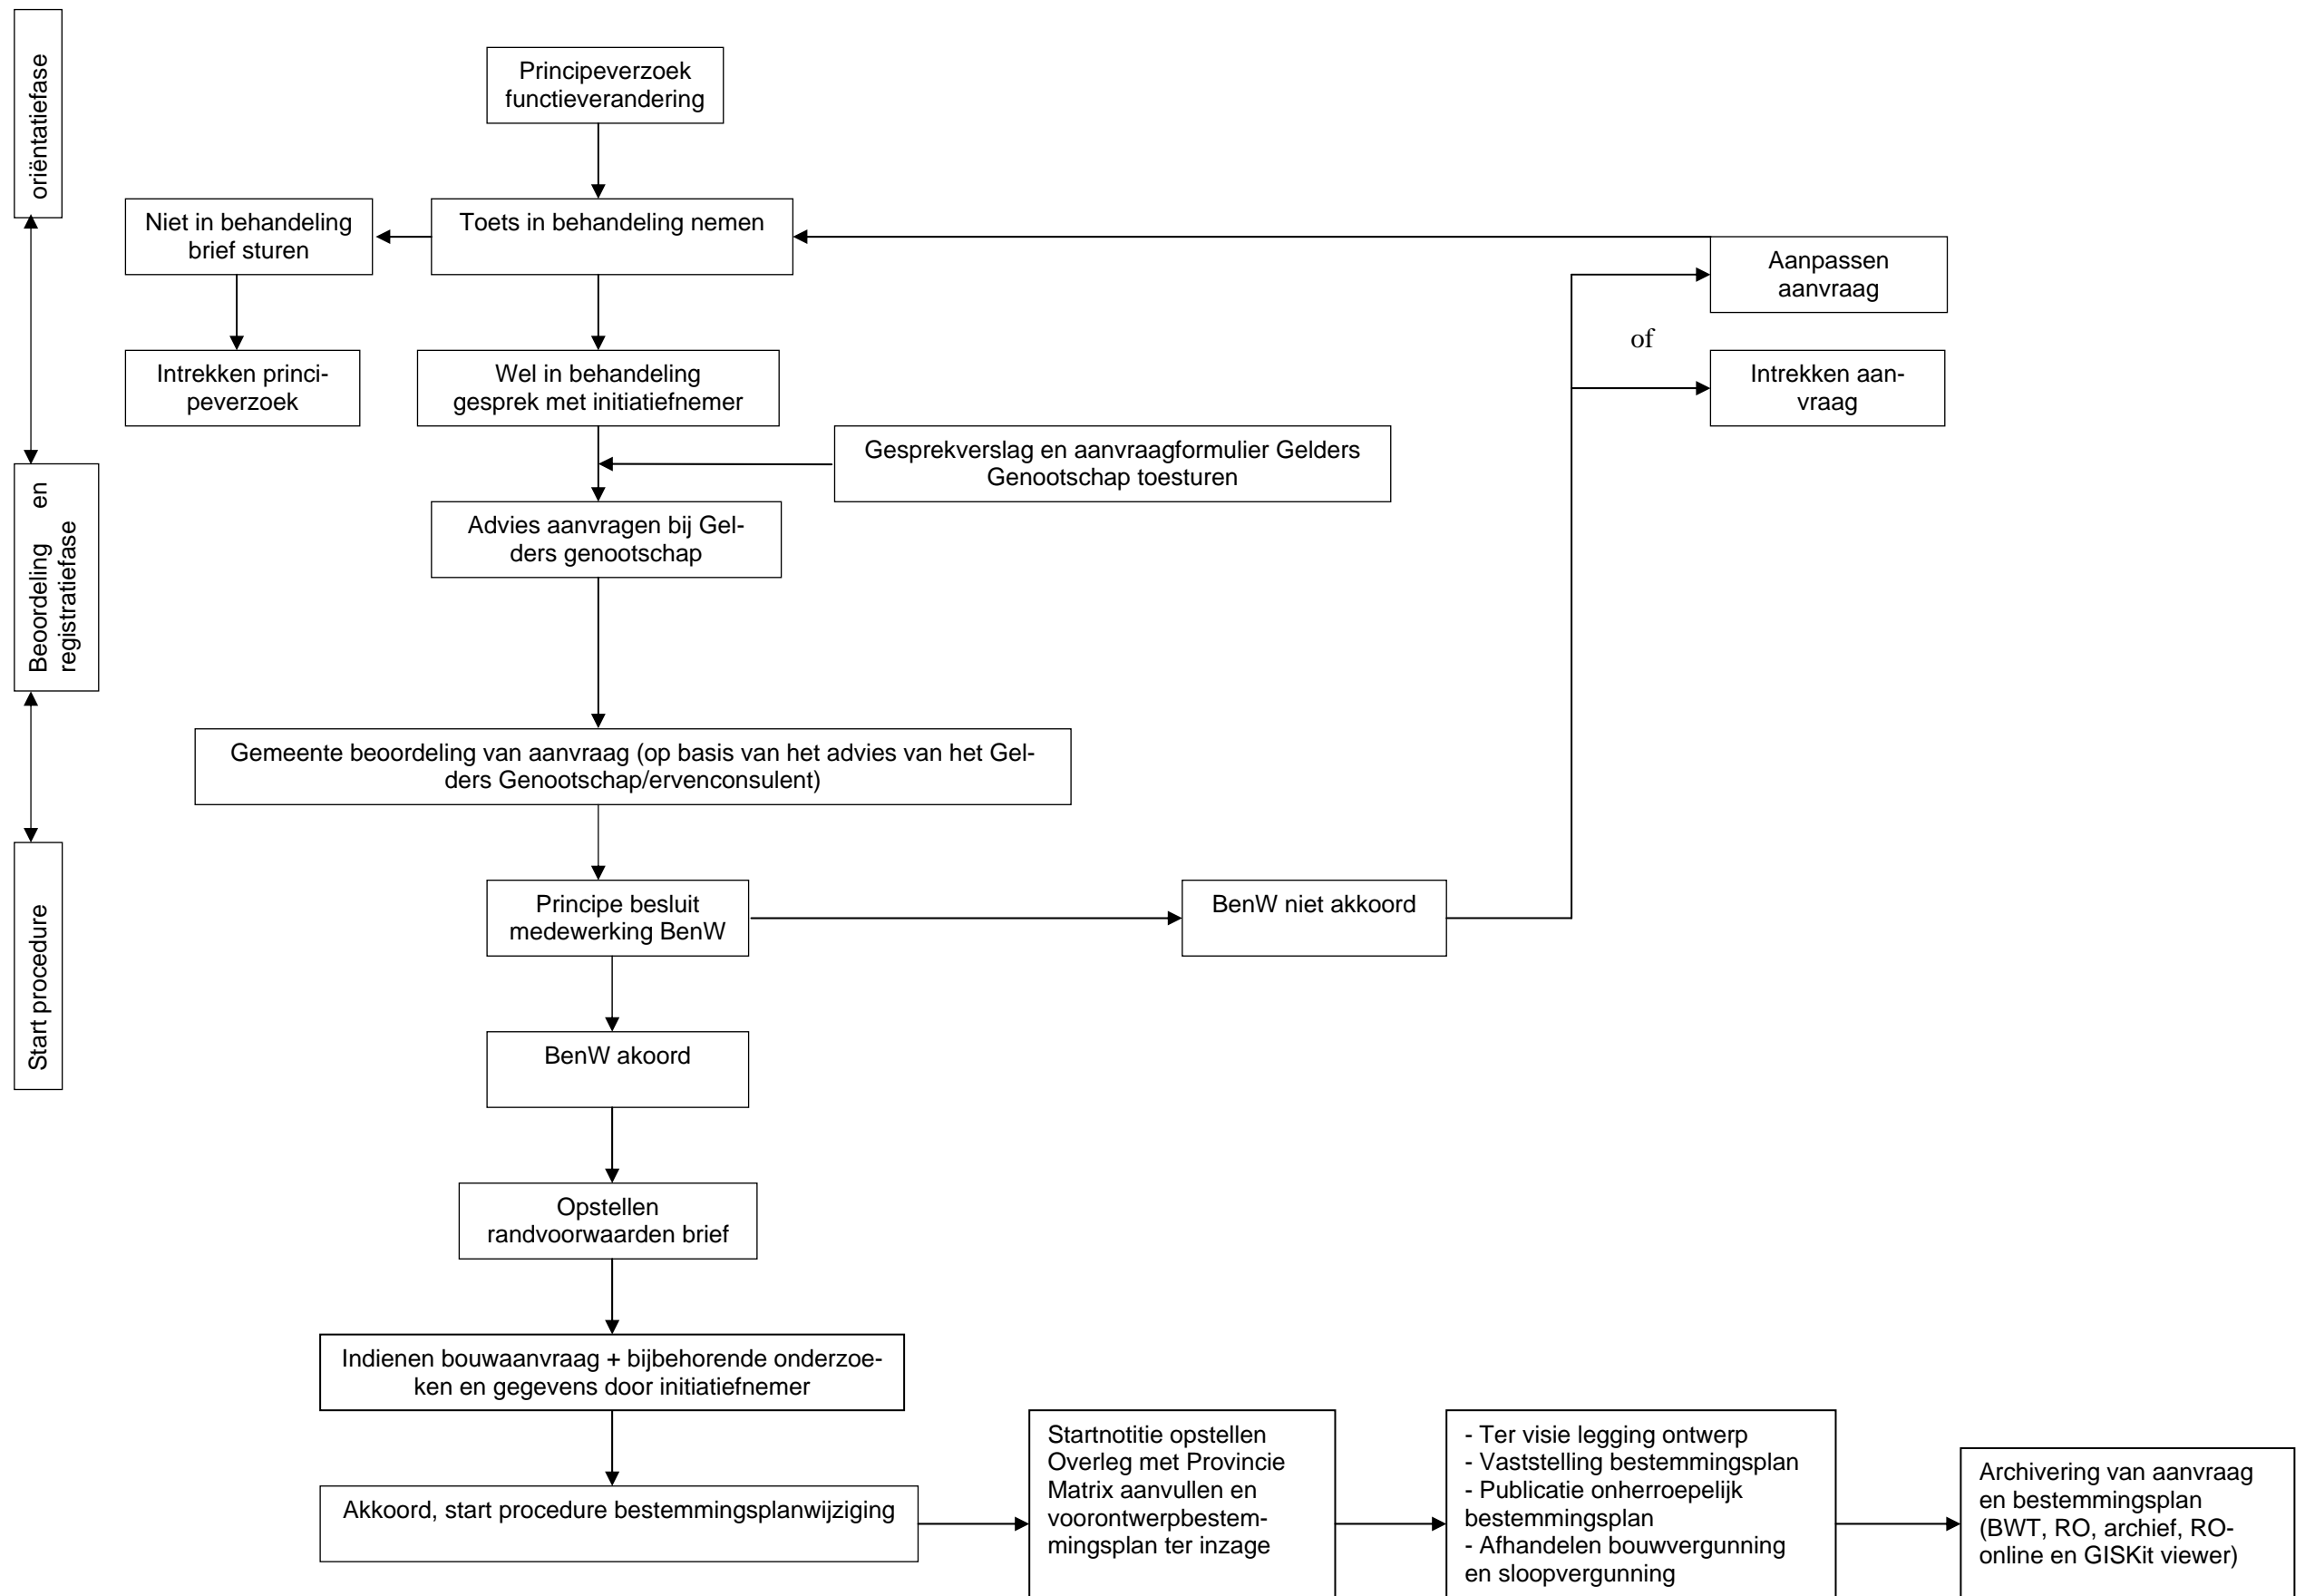 oriëntatiefase
Principeverzoek
functieverandering
Niet in behandeling
brief sturen
Toets in behandeling nemen
Aanpassen
aanvraag
of
Intrekken princi-
peverzoek
Wel in behandeling
gesprek met initiatiefnemer
Intrekken aan-
vraag
Gesprekverslag en aanvraagformulier Gelders
Genootschap toesturen
Beoordeling en
registratiefase
Advies aanvragen bij Gel-
ders genootschap
Gemeente beoordeling van aanvraag (op basis van het advies van het Gel-
ders Genootschap/ervenconsulent)
Start procedure
Principe besluit
medewerking BenW
BenW niet akkoord
BenW akoord
Opstellen
randvoorwaarden brief
Indienen bouwaanvraag + bijbehorende onderzoe-
ken en gegevens door initiatiefnemer
Akkoord, start procedure bestemmingsplanwijziging
Startnotitie opstellen
Overleg met Provincie
Matrix aanvullen en
voorontwerpbestem-
mingsplan ter inzage
- Ter visie legging ontwerp
- Vaststelling bestemmingsplan
- Publicatie onherroepelijk
bestemmingsplan
- Afhandelen bouwvergunning
en sloopvergunning
Archivering van aanvraag
en bestemmingsplan
(BWT, RO, archief, RO-
online en GISKit viewer)